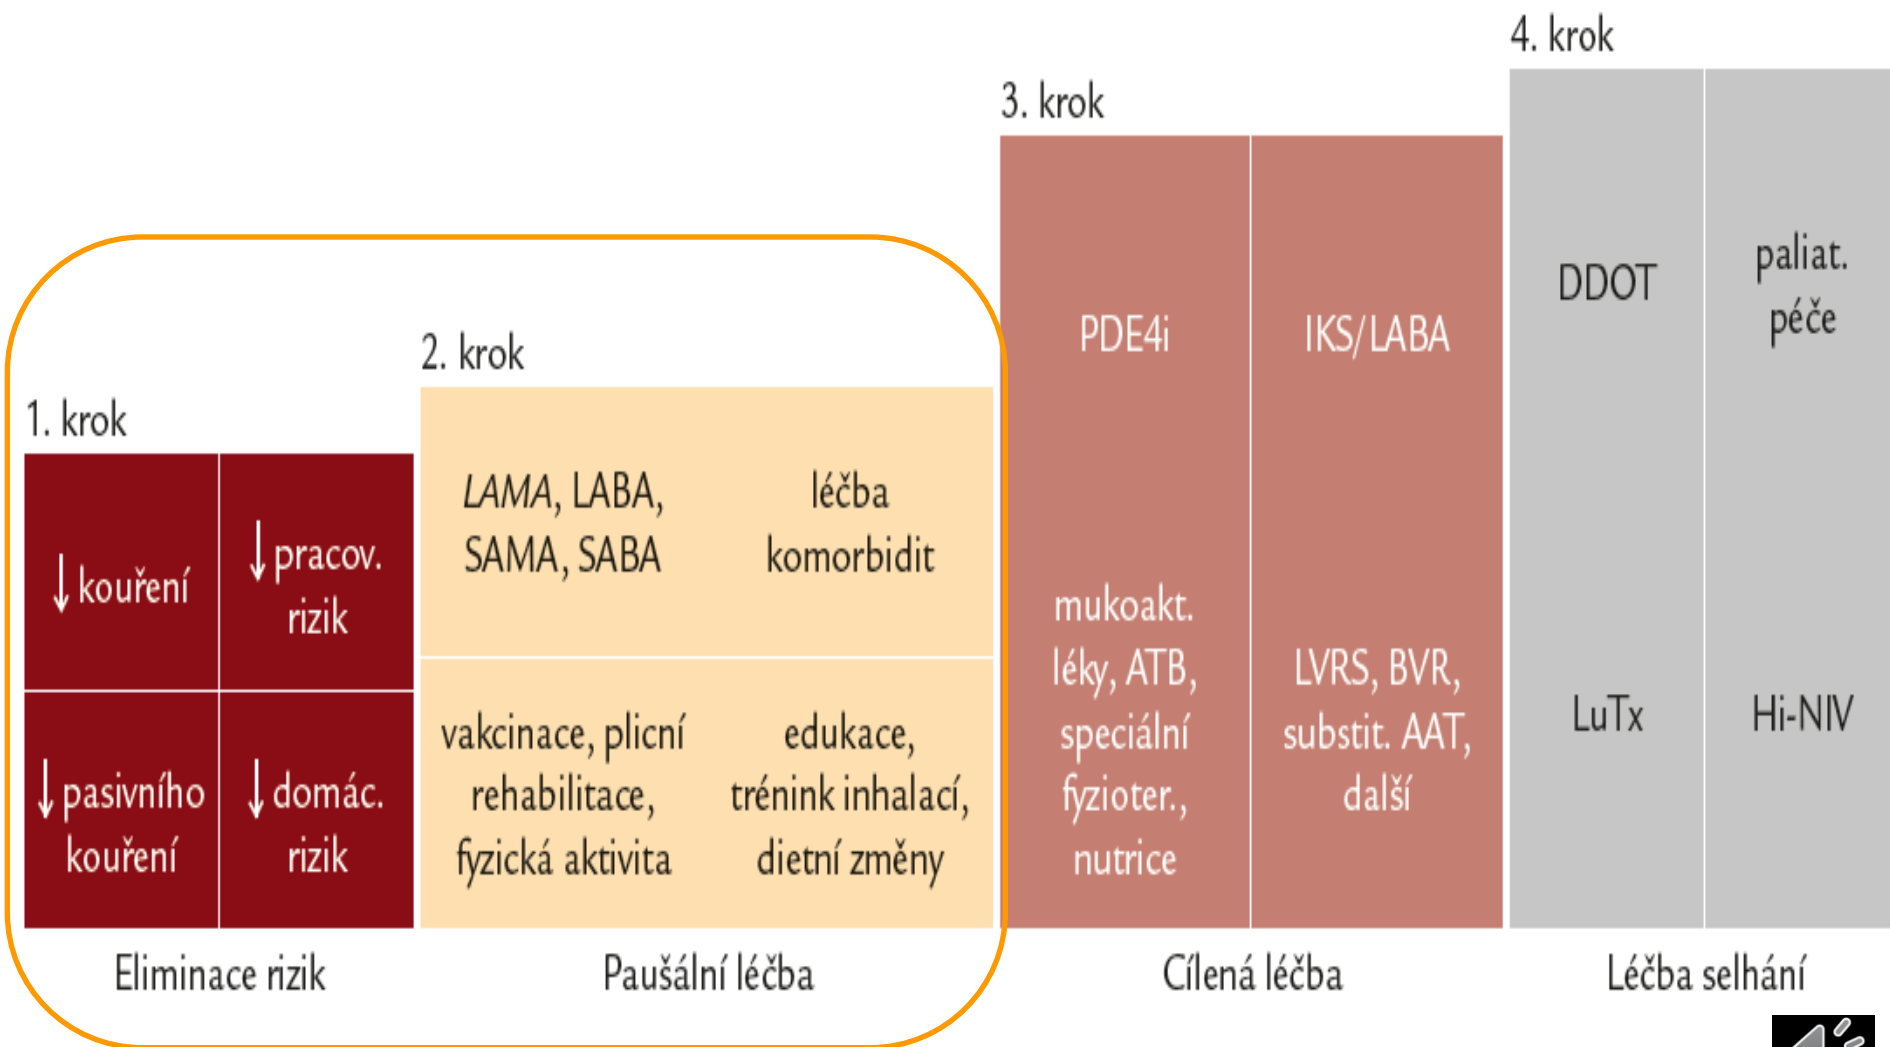 1. krok
↓ kouření
↓ pracov.
rizik
↓ pasivního
kouření
↓ domác.
rizik
Eliminace rizik
2. krok
LAMA, LABA,
SAMA, SABA
léčba
komorbidit
vakcinace, plicní
rehabilitace,
fyzická aktivita
edukace,
trénink inhalací,
dietní změny
Paušální léčba
3. krok
PDE4i
mukoakt.
léky, ATB,
speciální
fyzioter.,
nutrice
IKS/LABA
LVRS, BVR,
substit. AAT,
další
Cílená léčba
4. krok
DDOT
paliat.
péče
LuTx
Hi-NIV
Léčba selhání